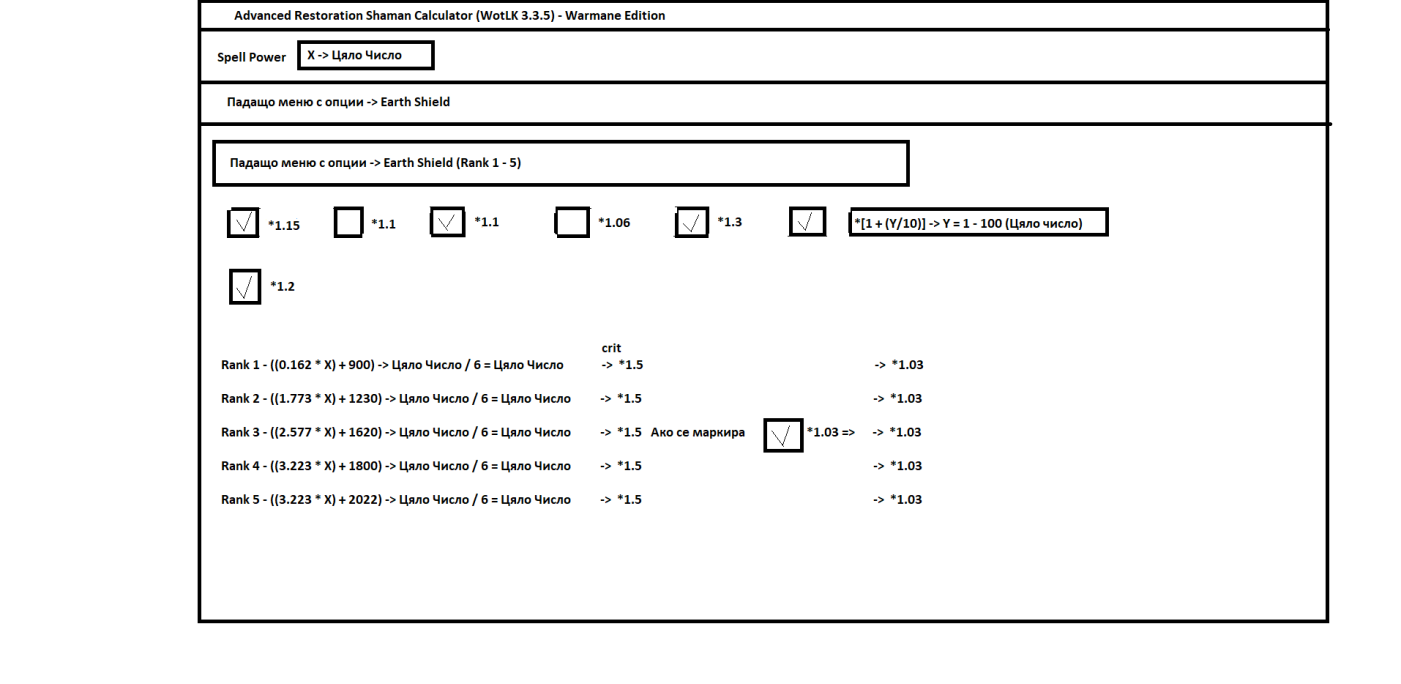 Advanced Restoration Shaman Calculator (WotLK 3.3.5) - Warmane Edition
Spell Power X -> Цяло Число
Падащо меню с опции -> Earth Shield
Падащо меню с опции -> Earth Shield (Rank 1 - 5)
*1.15 *1.1 *1.1 *1.06 *1.3 *[1 + (Y/10)] -> Y = 1 - 100 (Цяло число)
*1.2
crit
Rank 1 - ((0.162 * X) + 900) -> Цяло Число / 6 = Цяло Число -> *1.5 -> *1.03
Rank 2 - ((1.773 * X) + 1230) -> Цяло Число / 6 = Цяло Число -> *1.5 -> *1.03
Rank 3 - ((2.577 * X) + 1620) -> Цяло Число / 6 = Цяло Число -> *1.5 Ако се маркира *1.03 => -> *1.03
Rank 4 - ((3.223 * X) + 1800) -> Цяло Число / 6 = Цяло Число -> *1.5 -> *1.03
Rank 5 - ((3.223 * X) + 2022) -> Цяло Число / 6 = Цяло Число -> *1.5 -> *1.03